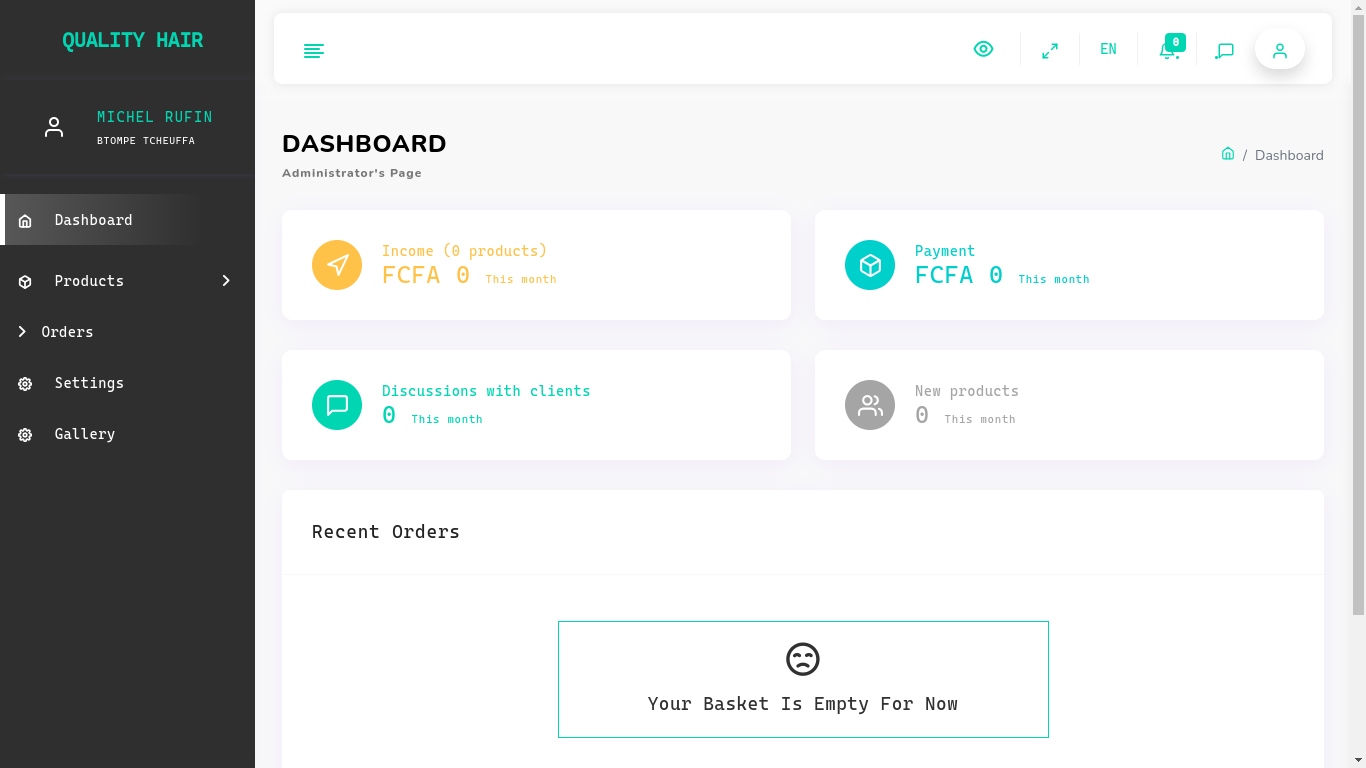 QUALITY HAIR
MICHEL RUFIN
BTOMPE TCHEUFFA
Dashboard
Products
Orders
Settings
Gallery
EN
0
DASHBOARD
Administrator's Page
/ Dashboard
Income (0 products)
FCFA 0 This month
Payment
FCFA 0 This month
Discussions with clients
0 This month
New products
0 This month
Recent Orders
Your Basket Is Empty For Now